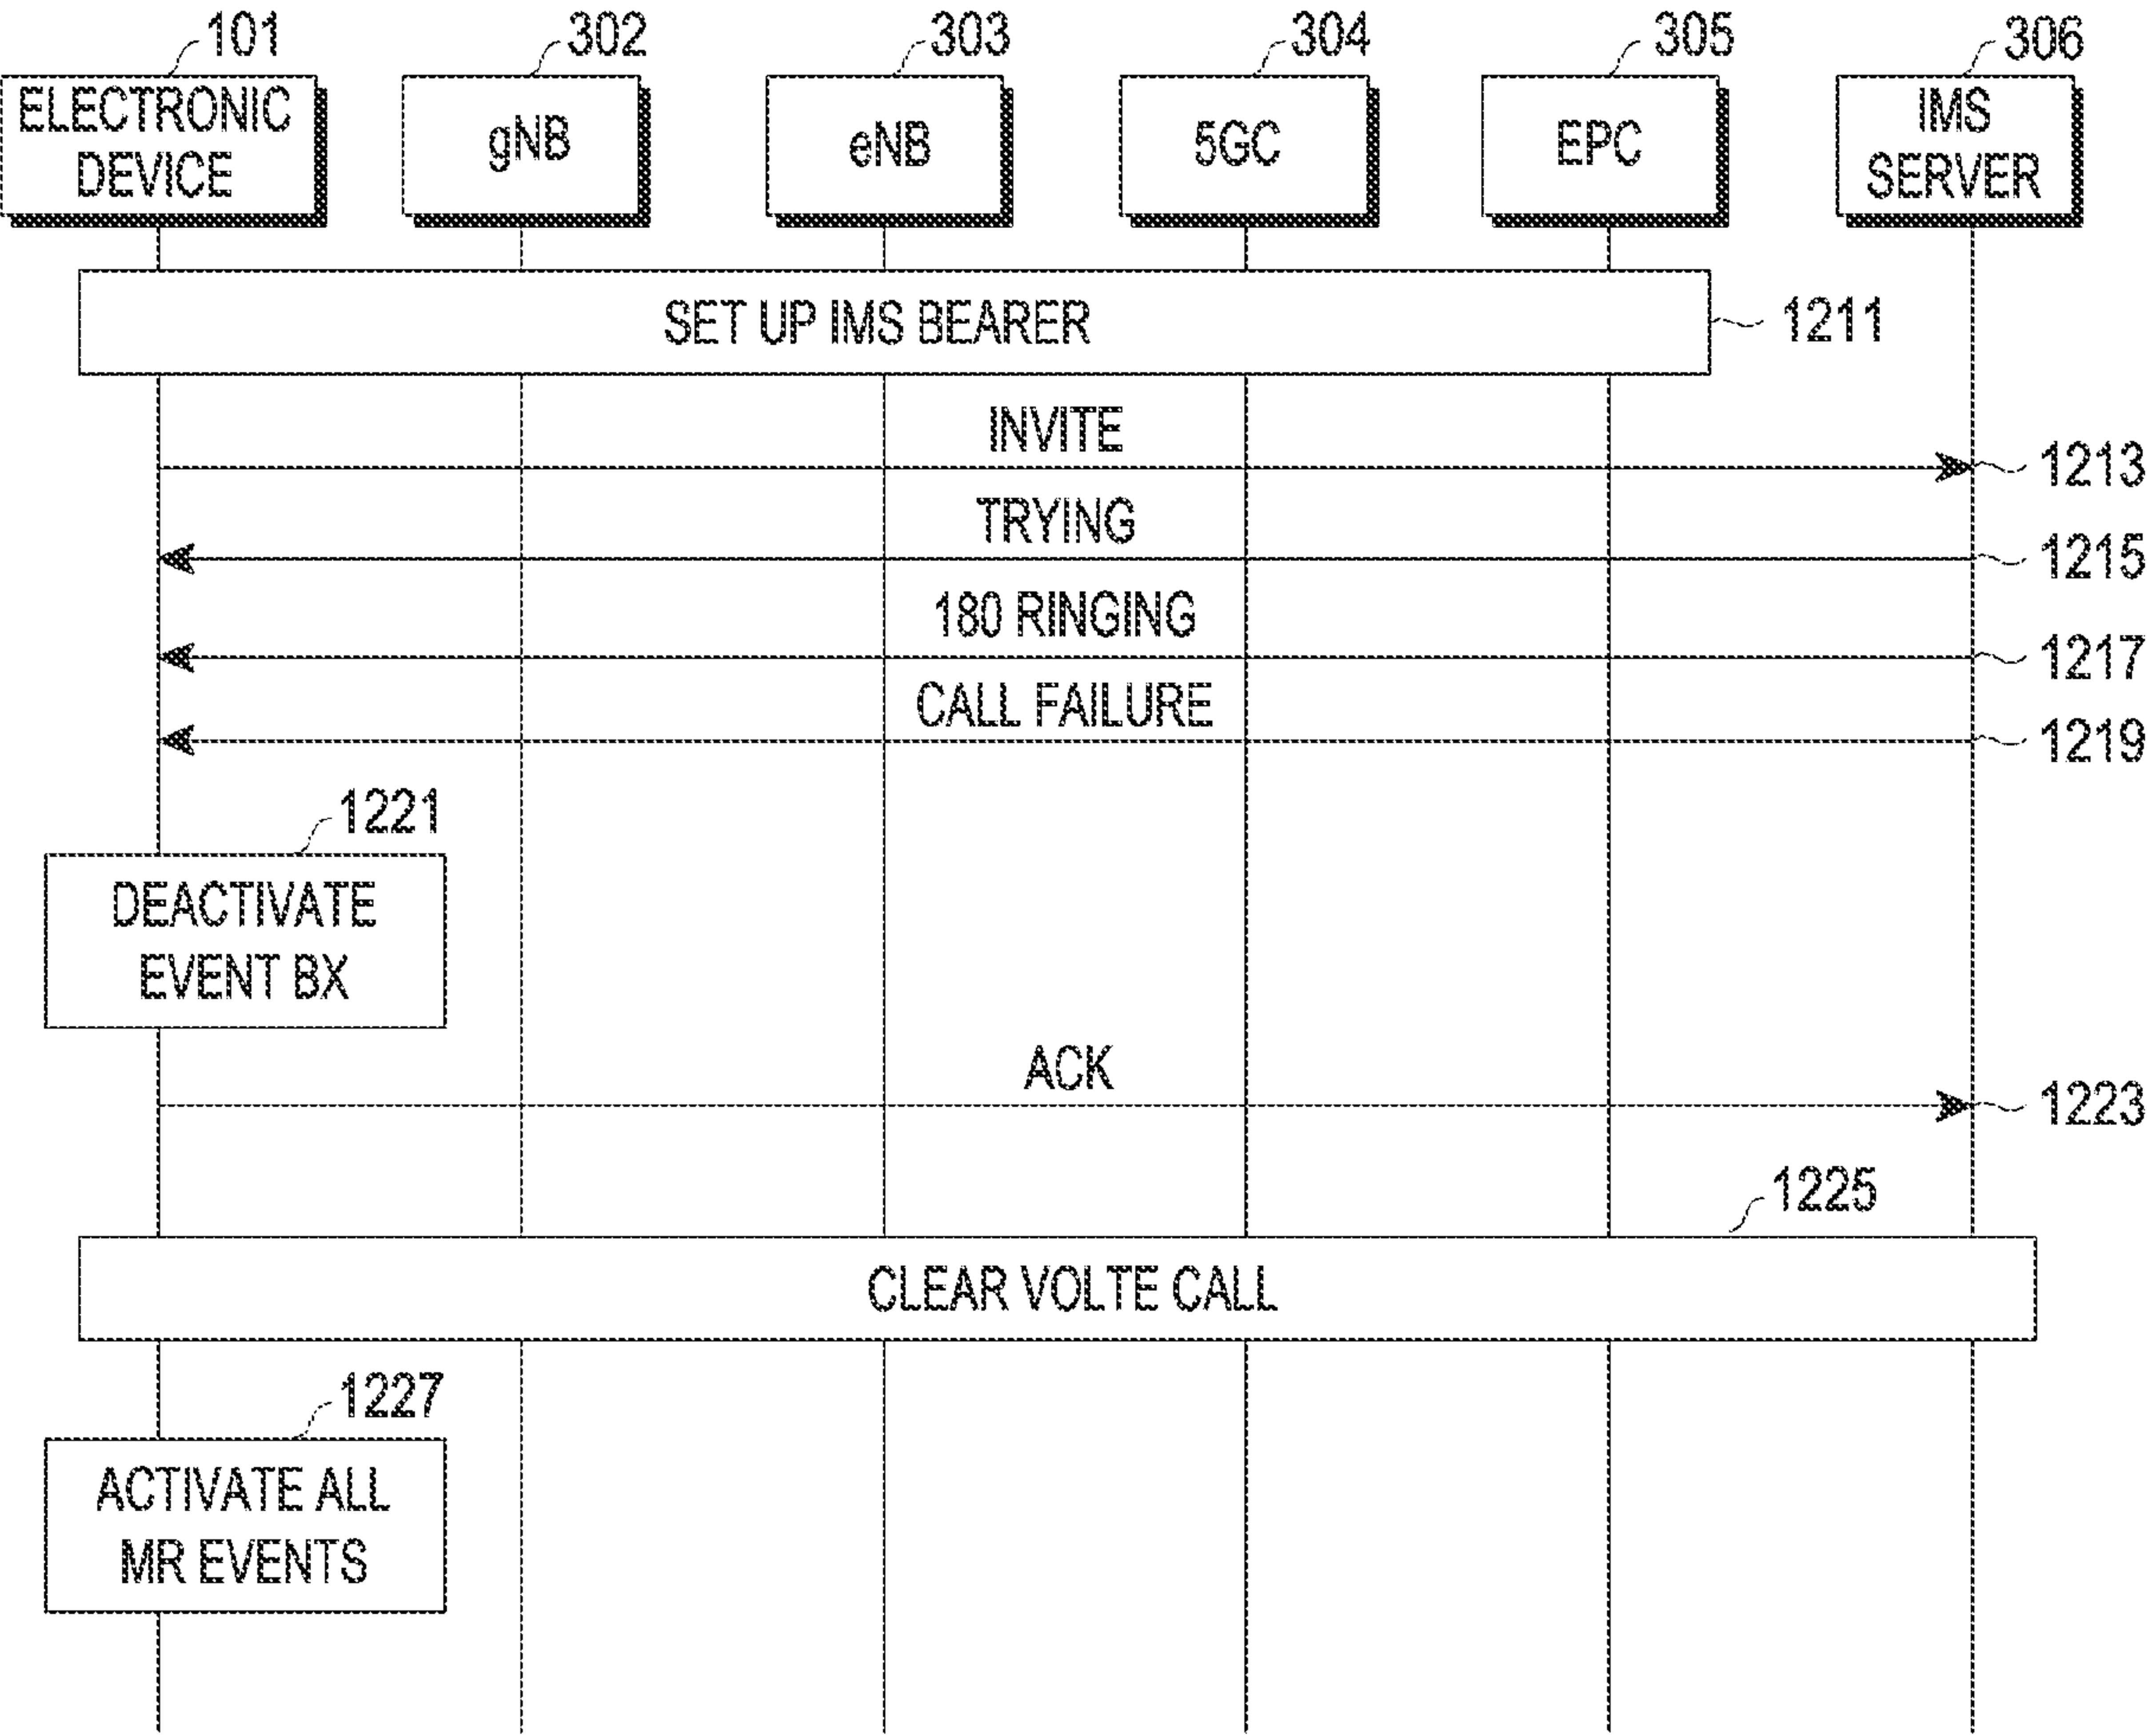 101
302
303
304
305
306
ELECTRONIC
DEVICE
gNB
eNB
5GC
EPC
IMS
SERVER
SET UP IMS BEARER
1211
INVITE
1213
TRYING
1215
180 RINGING
1217
CALL FAILURE
1219
1221
DEACTIVATE
EVENT BX
ACK
1223
1225
CLEAR VOLTE CALL
1227
ACTIVATE ALL
MR EVENTS